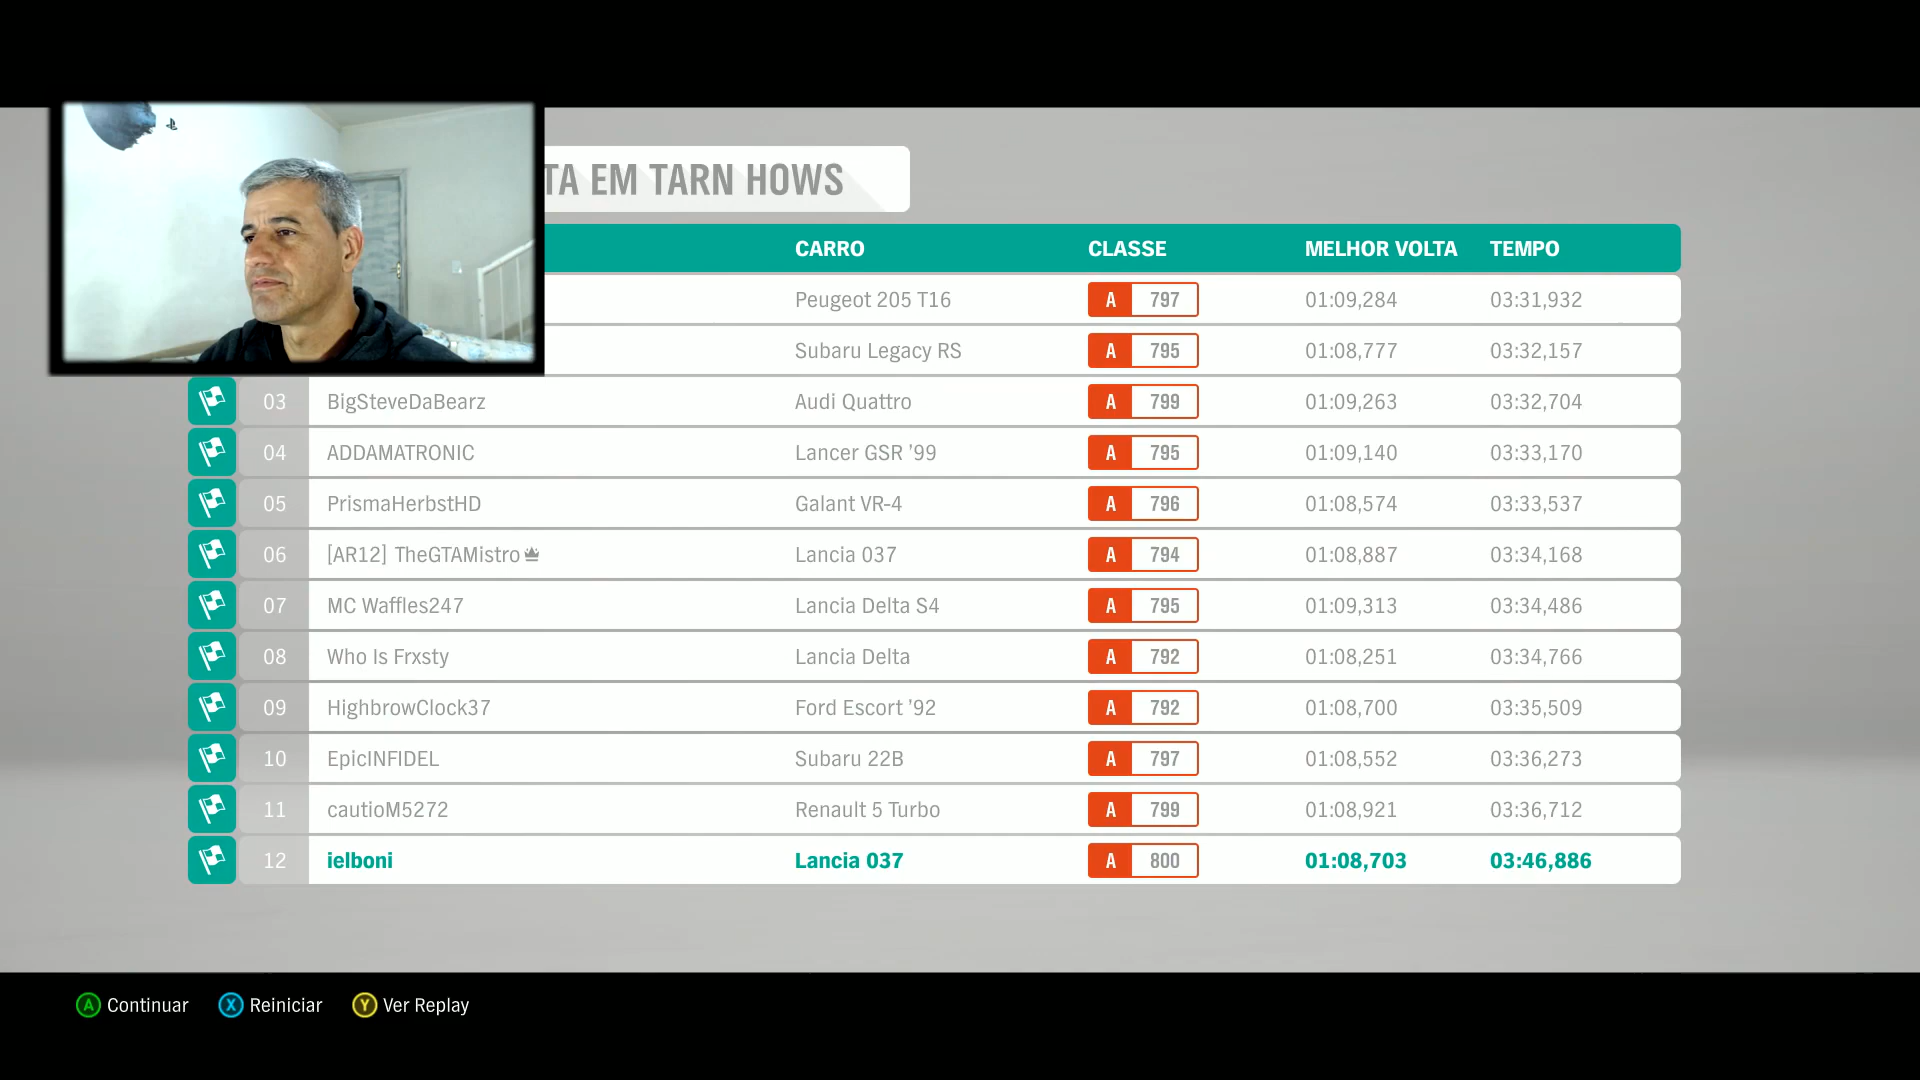 TA EM TARN HOWS
CARRO CLASSE MELHOR VOLTA TEMPO
Peugeot 205 T16 A 797 01:09,284 03:31,932
Subaru Legacy RS A 795 01:08,777 03:32,157
03 BigSteveDaBearz Audi Quattro A 799 01:09,263 03:32,704
04 ADDAMATRONIC Lancer GSR '99 A 795 01:09,140 03:33,170
05 PrismaHerbstHD Galant VR-4 A 796 01:08,574 03:33,537
06 [AR12] TheGTAMistro Lancia 037 A 794 01:08,887 03:34,168
07 MC Waffles247 Lancia Delta S4 A 795 01:09,313 03:34,486
08 Who Is Frxsty Lancia Delta A 792 01:08,251 03:34,766
09 HighbrowClock37 Ford Escort '92 A 792 01:08,700 03:35,509
10 EpicINFIDEL Subaru 22B A 797 01:08,552 03:36,273
11 cautioM5272 Renault 5 Turbo A 799 01:08,921 03:36,712
12 ielboni Lancia 037 A 800 01:08,703 03:46,886
A Continuar X Reiniciar Y Ver Replay